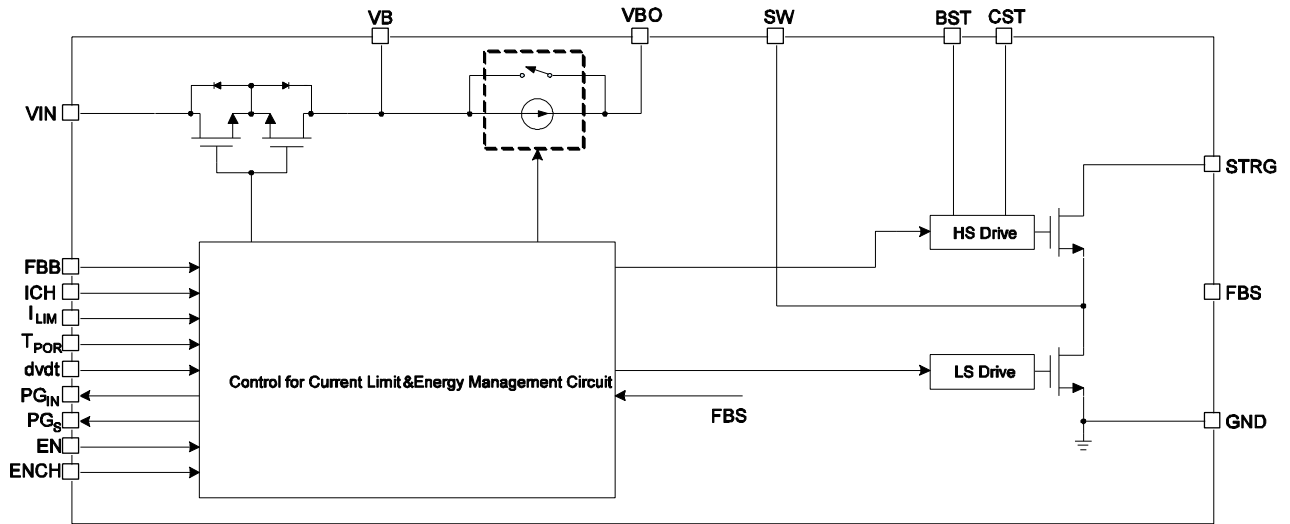 VB
VBO
SW
BST
CST
VIN
STRG
HS Drive
FBB
ICH
FBS
ILIM
TPOR
dvdt
LS Drive
Control for Current Limit&Energy Management Circuit
PGIN
FBS
PGS
GND
EN
ENCH